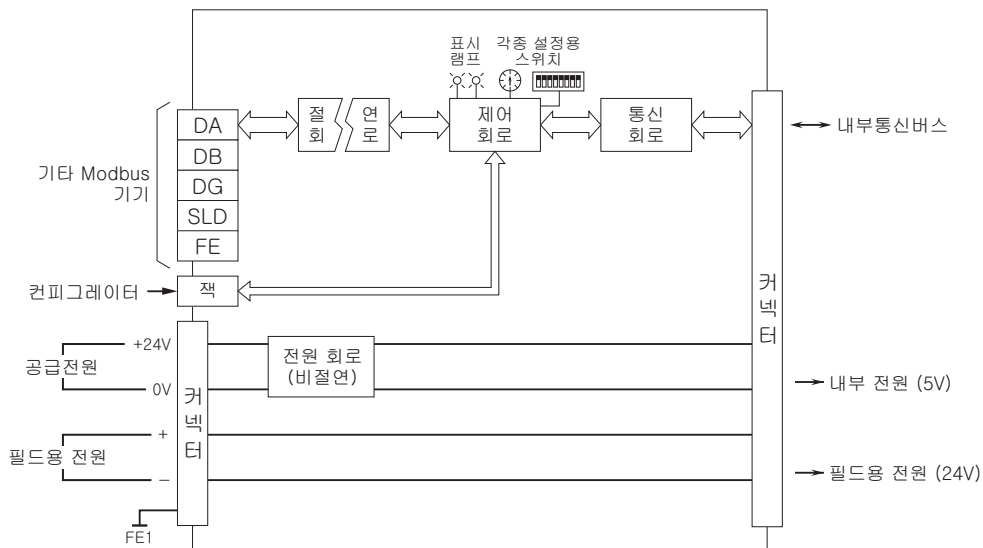 표시
램프
각종 설정용
스위치
DA
DB
DG
SLD
FE
절 연
회 로
제어
회로
통신
회로
내부통신버스
기타 Modbus
기기
컨피그레이터
잭
커넥터
+24V
공급전원
0V
전원 회로
(비절연)
커넥터
내부 전원 (5V)
+
필드용 전원
−
필드용 전원 (24V)
FE1